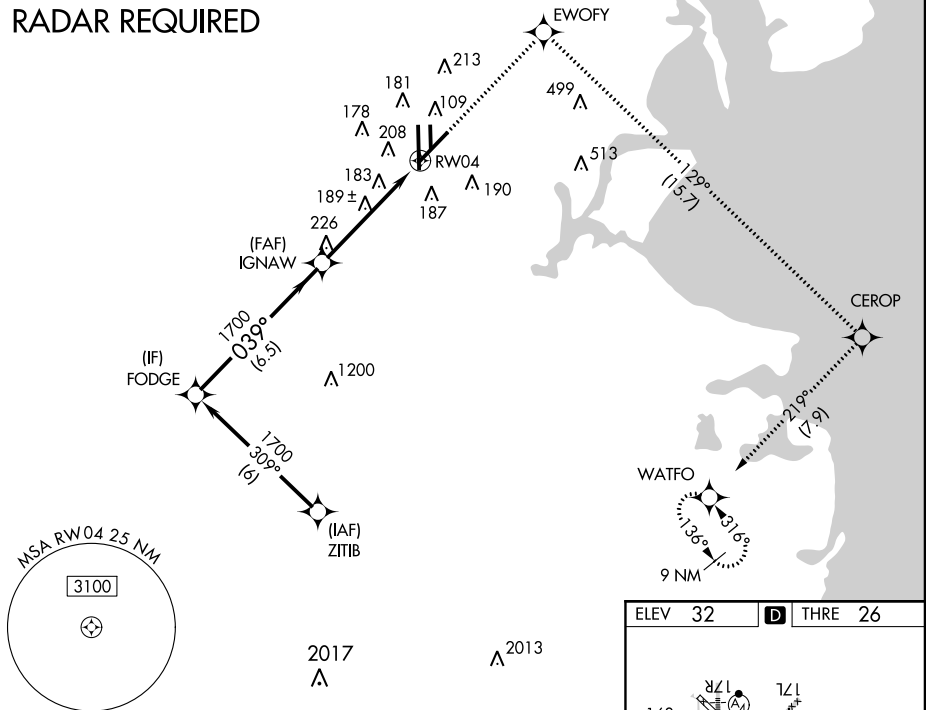 RADAR REQUIRED
EWOFY
213
181
109
499
178
208
RW04
513
183
190
189 ±
187
226
(FAF)
IGNAW
129°
(15.7)
CEROP
1700
039°
(6.5)
(IF)
FODGE
1200
219°
(7.9)
1700
309°
(6)
WATFO
(IAF)
ZITIB
136°
316°
9 NM
MSA RW04 25 NM
3100
ELEV 32
D
THRE 26
2017
2013
17R
17L
A4